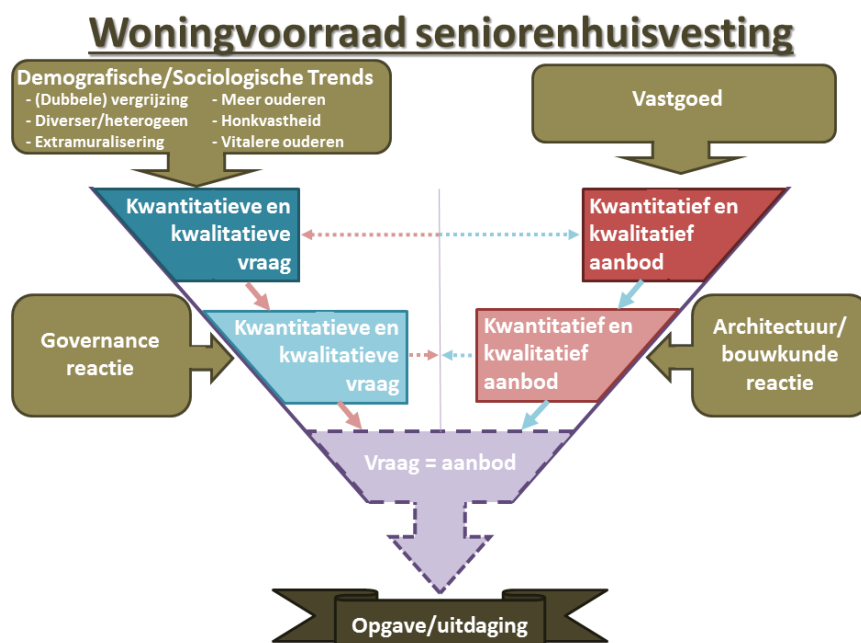 Woningvoorraad seniorenhuisvesting
Demografische/Sociologische Trends
- (Dubbele) vergrijzing
- Diverser/heterogeen
- Extramuralisering
- Meer ouderen
- Honkvastheid
- Vitalere ouderen
Vastgoed
Kwantitatieve en
kwalitatieve
vraag
Kwantitatief en
kwalitatief
aanbod
Governance
reactie
Kwantitatieve en
kwalitatieve
vraag
Kwantitatief en
kwalitatief
aanbod
Architectuur/
bouwkunde
reactie
Vraag = aanbod
Opgave/uitdaging